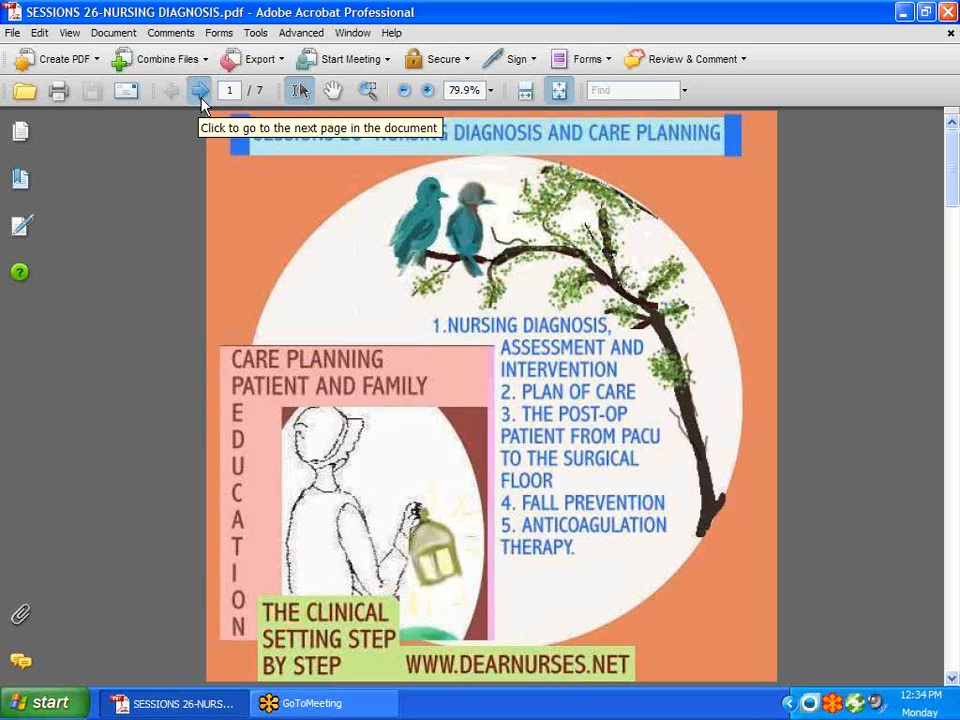 SESSIONS 26-NURSING DIAGNOSIS.pdf - Adobe Acrobat Professional
File Edit View Document Comments Forms Tools Advanced Window Help
Create PDF Combine Files Export Start Meeting Secure Sign Forms Review & Comment
1 / 7 79.9% Find
Click to go to the next page in the document
DIAGNOSIS AND CARE PLANNING
1.NURSING DIAGNOSIS,
ASSESSMENT AND
INTERVENTION
2. PLAN OF CARE
3. THE POST-OP
PATIENT FROM PACU
TO THE SURGICAL
FLOOR
4. FALL PREVENTION
5. ANTICOAGULATION
THERAPY.
CARE PLANNING
PATIENT AND FAMILY
E
D
U
C
A
T
I
O
N
THE CLINICAL
SETTING STEP
BY STEP
WWW.DEARNURSES.NET
start
SESSIONS 26-NURS...
GoToMeeting
12:34 PM
Monday